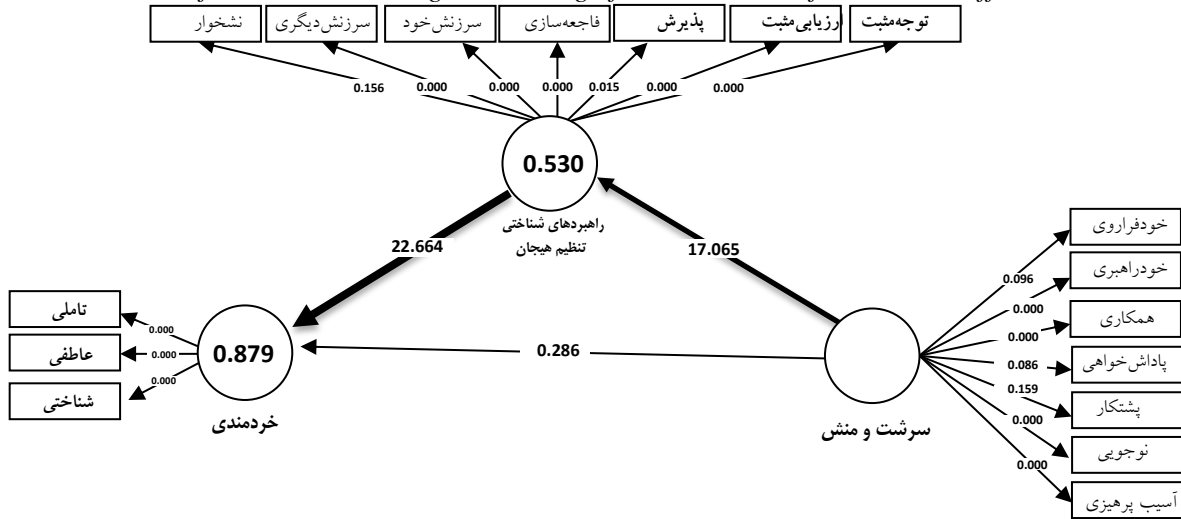 نشخوار
سرزنش‌دیگری
سرزنش‌خود
فاجعه‌سازی
پذیرش
ارزیابی‌مثبت
توجه‌مثبت
0.156
0.000
0.000
0.000
0.015
0.000
0.000
0.530
راهبردهای شناختی
تنظیم هیجان
22.664
17.065
خودفراروی
خودراهبری
همکاری
پاداش‌خواهی
پشتکار
نوجویی
آسیب پرهیزی
0.096
0.000
0.000
0.086
0.159
0.000
0.000
سرشت و منش
0.286
تاملی
عاطفی
شناختی
0.000
0.000
0.000
0.879
خردمندی